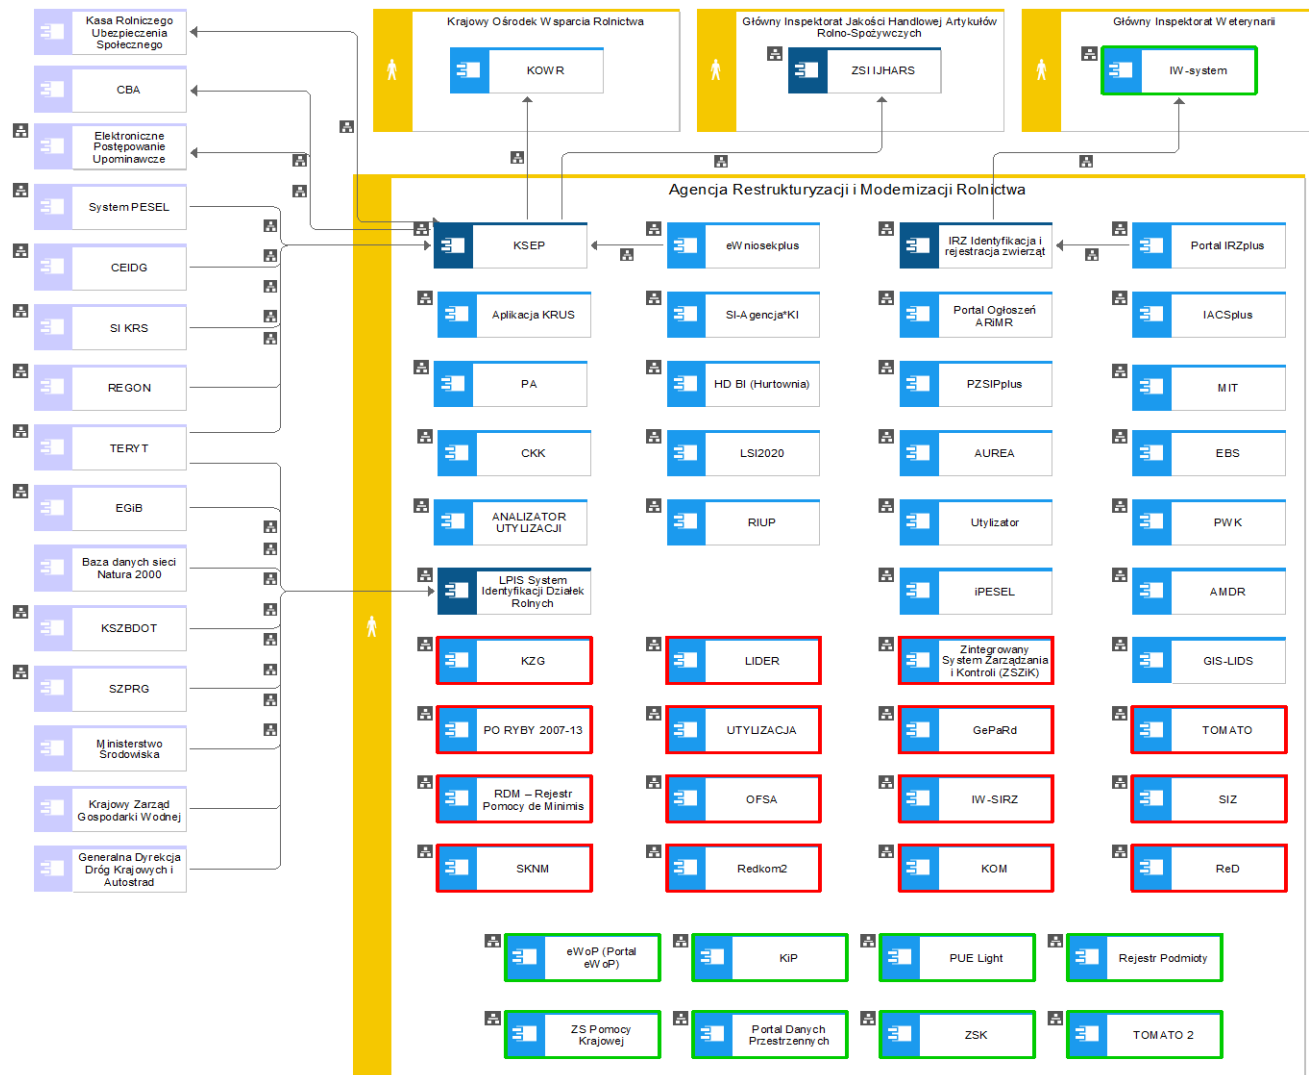 Kasa Rolniczego
Ubezpieczenia
Społecznego
CBA
Elektroniczne
Postępowanie
Upominawcze
System PESEL
CEIDG
SI KRS
REGON
TERYT
EGiB
Baza danych sieci
Natura 2000
KSZBDOT
SZPRG
Ministerstwo
Środowiska
Krajowy Zarząd
Gospodarki Wodnej
Generalna Dyrekcja
Dróg Krajowych i
Autostrad
Krajowy Ośrodek Wsparcia Rolnictwa
KOWR
Główny Inspektorat Jakości Handlowej Artykułów
Rolno-Spożywczych
ZSI IJHARS
Główny Inspektorat Weterynarii
IW-system
Agencja Restrukturyzacji i Modernizacji Rolnictwa
KSEP
eWniosekplus
IRZ Identyfikacja i
rejestracja zwierząt
Portal IRZplus
Aplikacja KRUS
SI-Agencja*KI
Portal Ogłoszeń
ARiMR
IACSplus
PA
HD BI (Hurtownia)
PZSIPplus
MIT
CKK
LSI2020
AUREA
EBS
ANALIZATOR
UTYLIZACJI
RIUP
Utylizator
PWK
LPIS System
Identyfikacji Działek
Rolnych
iPESEL
AMDR
KZG
LIDER
Zintegrowany
System Zarządzania
i Kontroli (ZSZiK)
GIS-LIDS
PO RYBY 2007-13
UTYLIZACJA
GePaRd
TOMATO
RDM – Rejestr
Pomocy de Minimis
OFSA
IW-SIRZ
SIZ
SKNM
Redkom2
KOM
ReD
eWoP (Portal
eWoP)
KiP
PUE Light
Rejestr Podmioty
ZS Pomocy
Krajowej
Portal Danych
Przestrzennych
ZSK
TOMATO 2